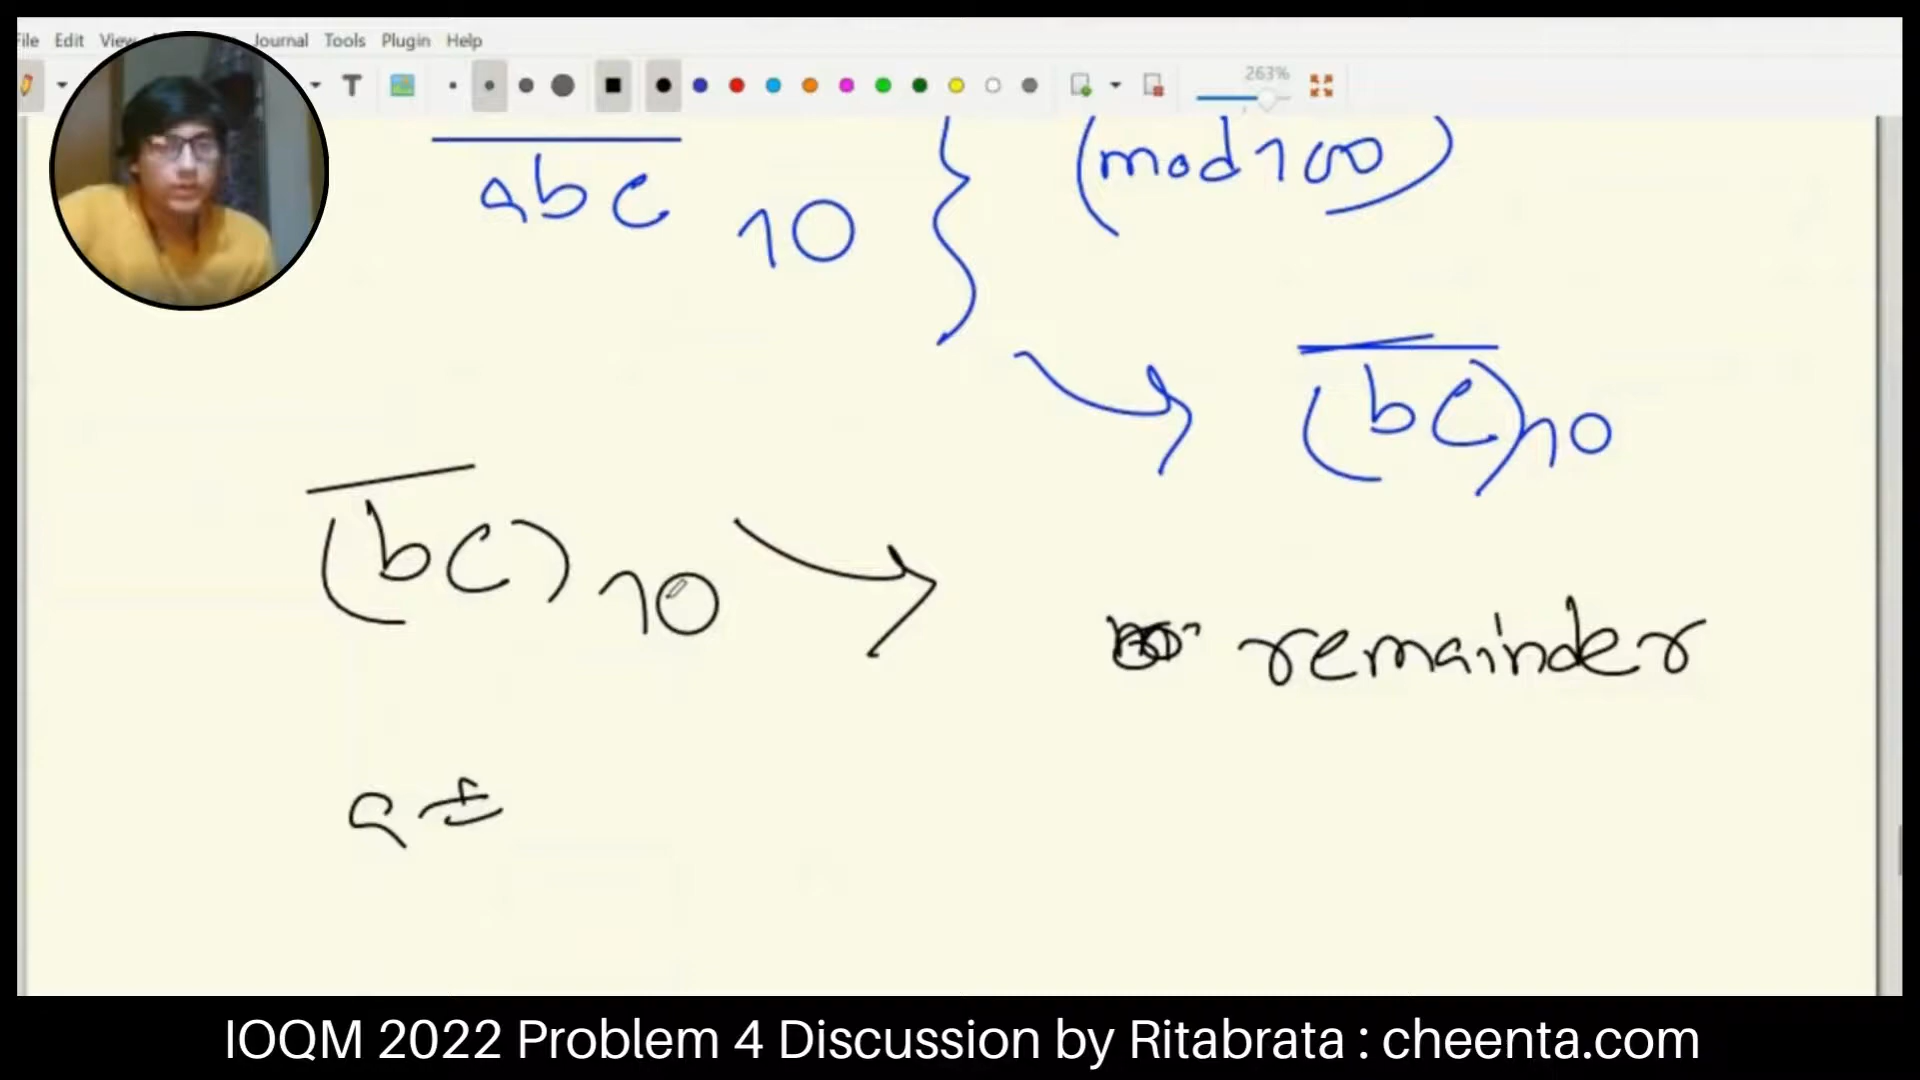 File Edit View Journal Tools Plugin Help
T
263%
abc 10
(mod 100)
(bc)10
(bc)10
remainder
a =
IOQM 2022 Problem 4 Discussion by Ritabrata : cheenta.com